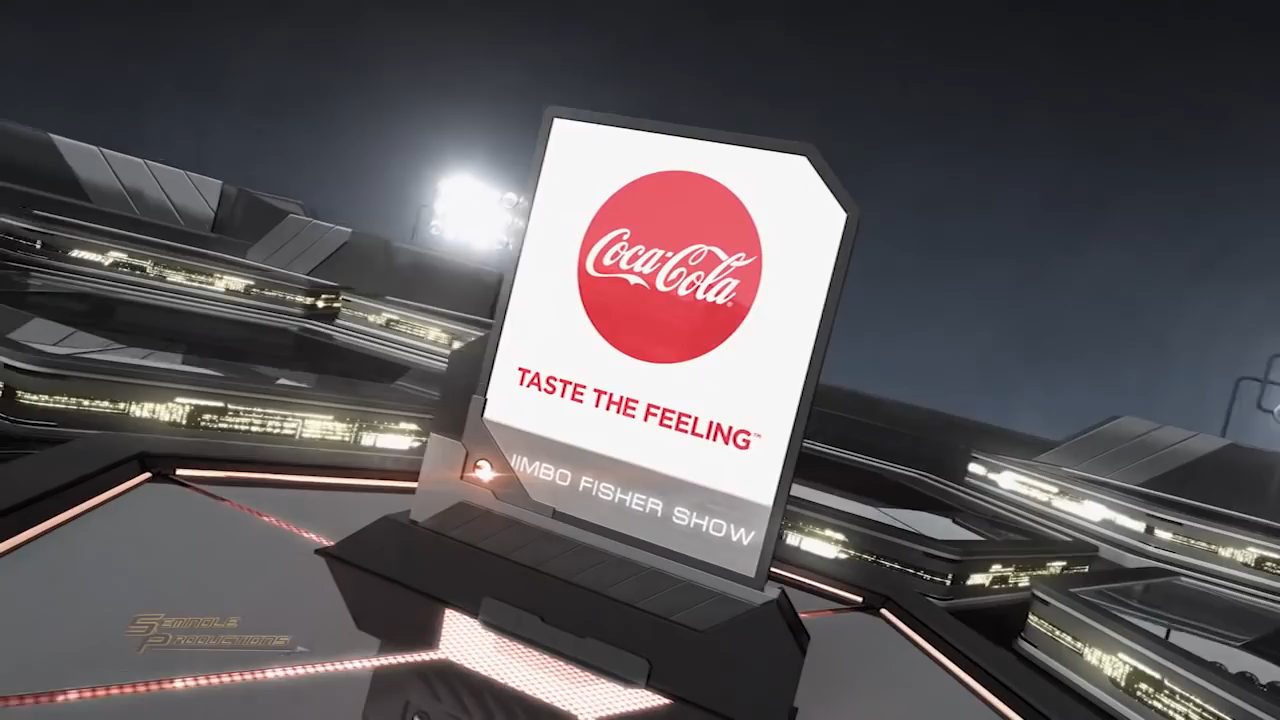 Coca-Cola
TASTE THE FEELING™
JIMBO FISHER SHOW
SEMINOLE
PRODUCTIONS